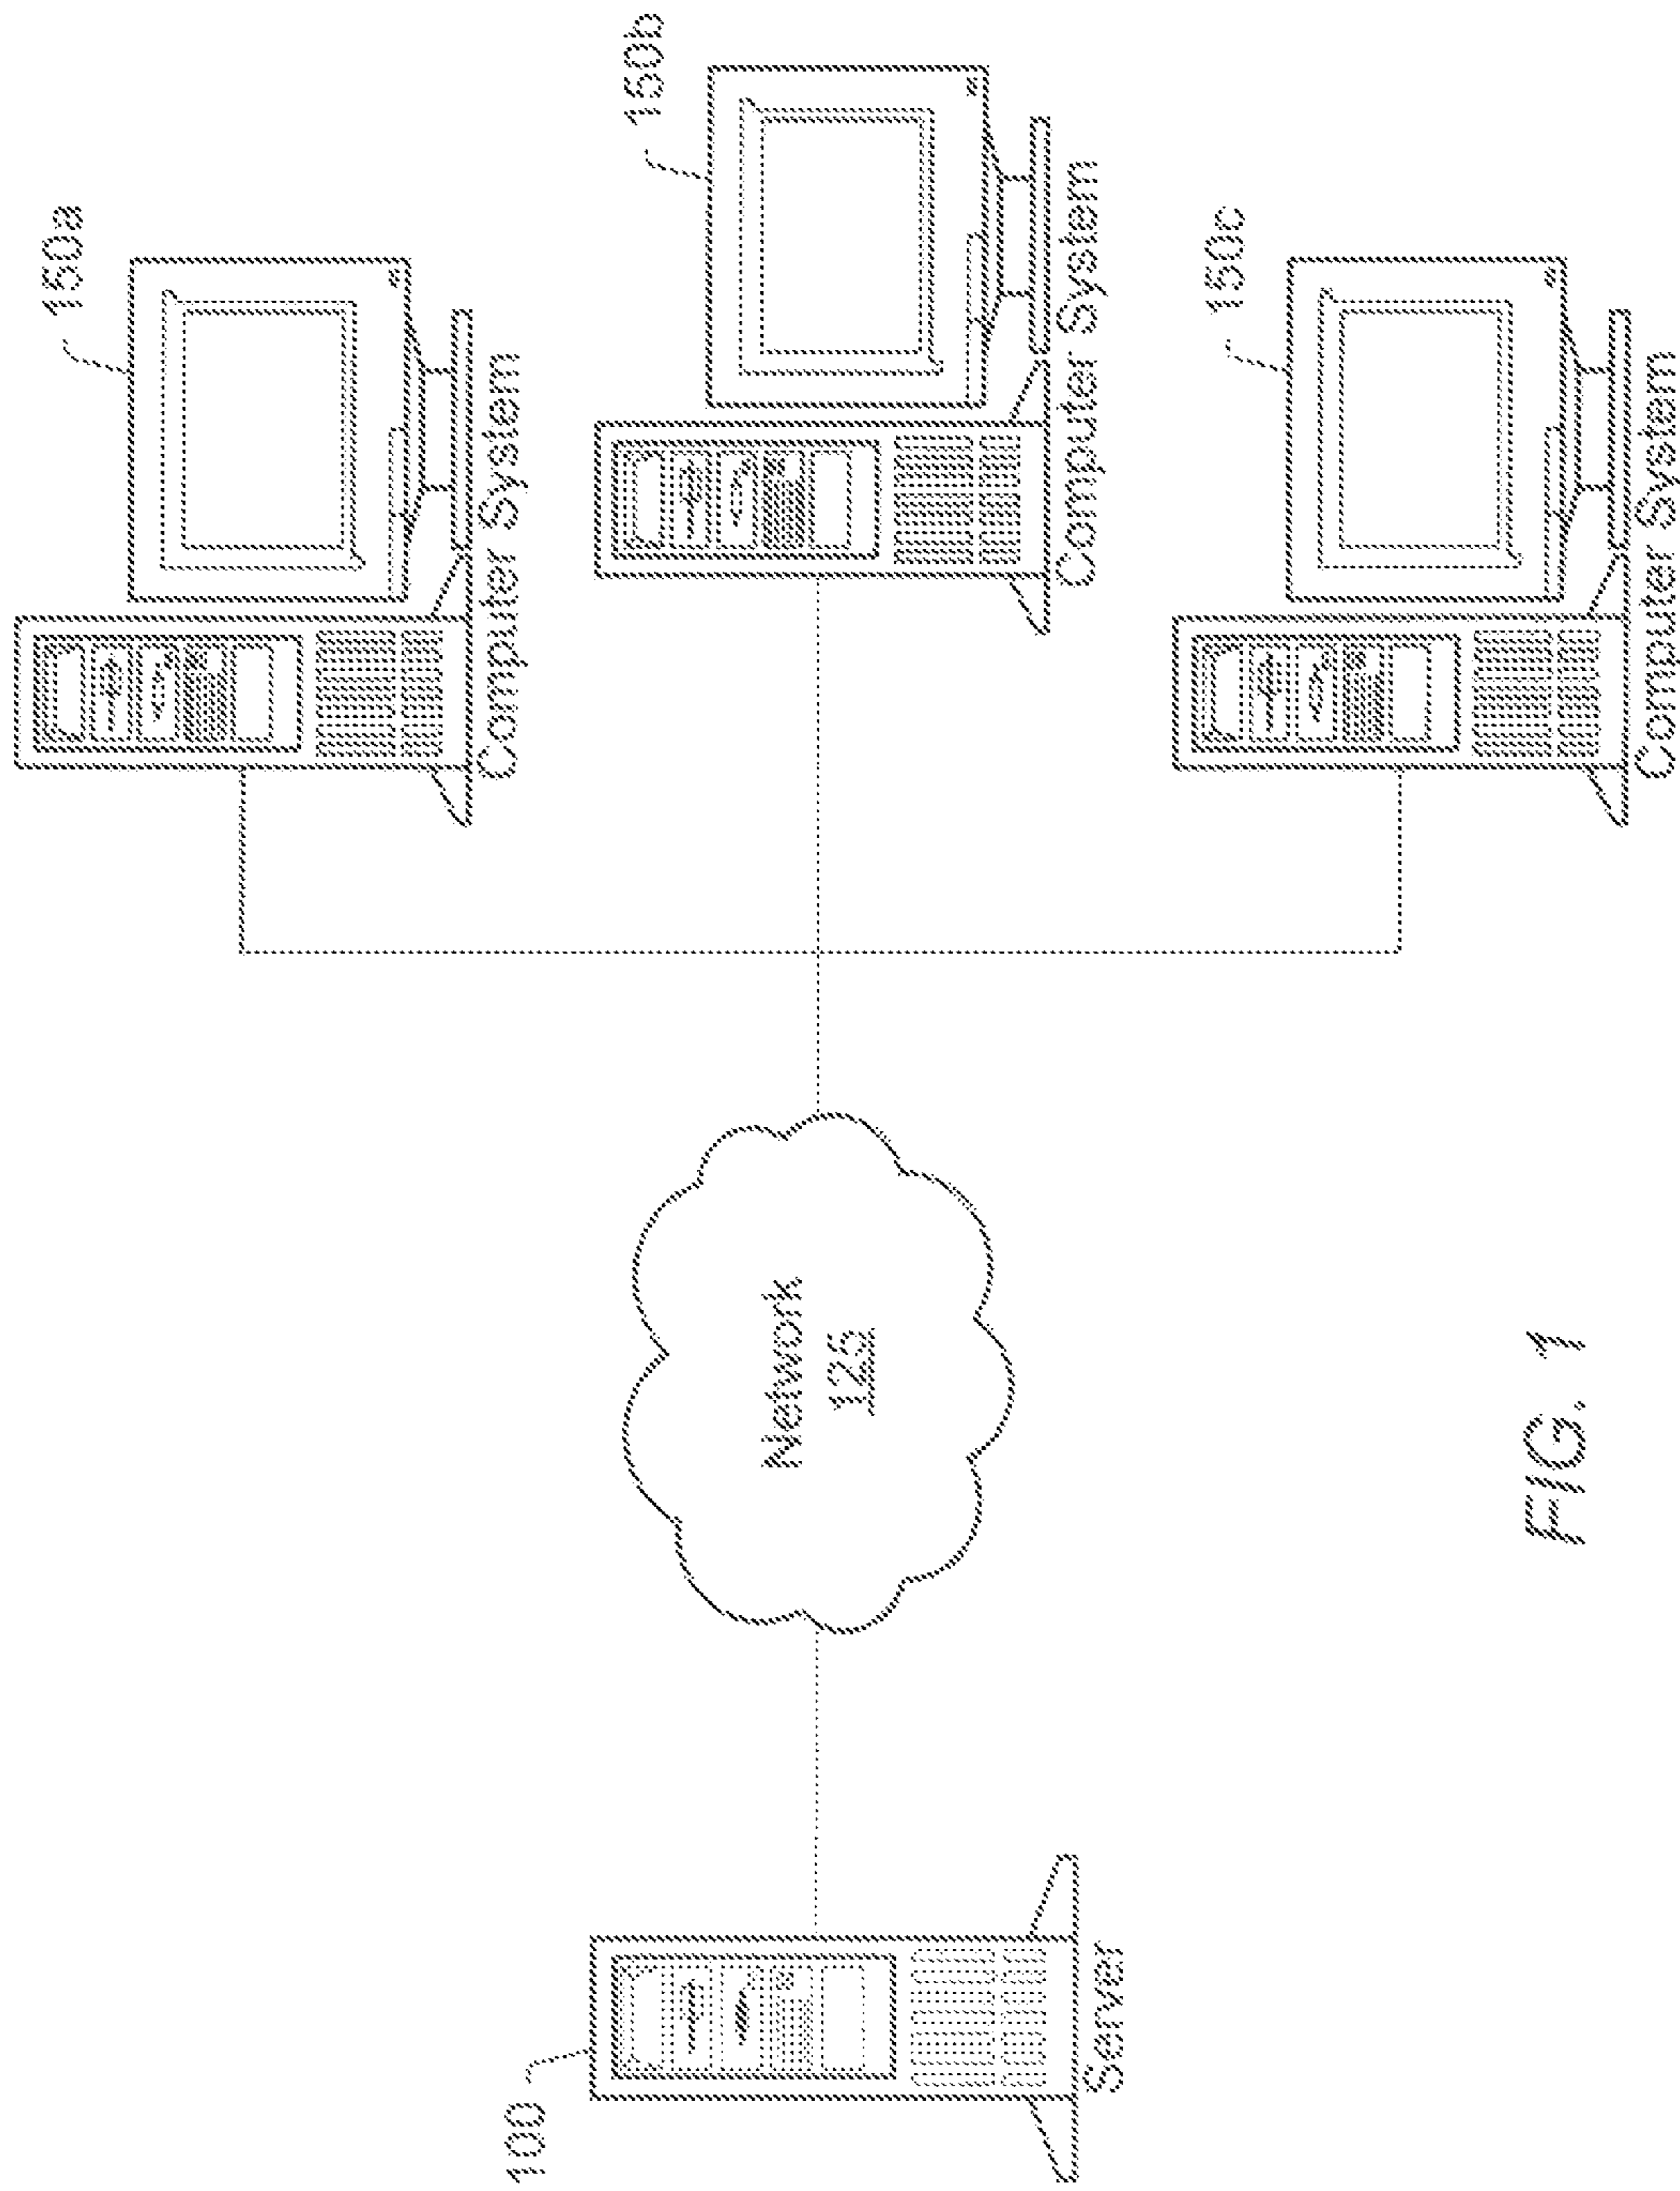 150a
Computer System
150b
Computer System
150c
Computer System
Network
125
100
Server
FIG. 1